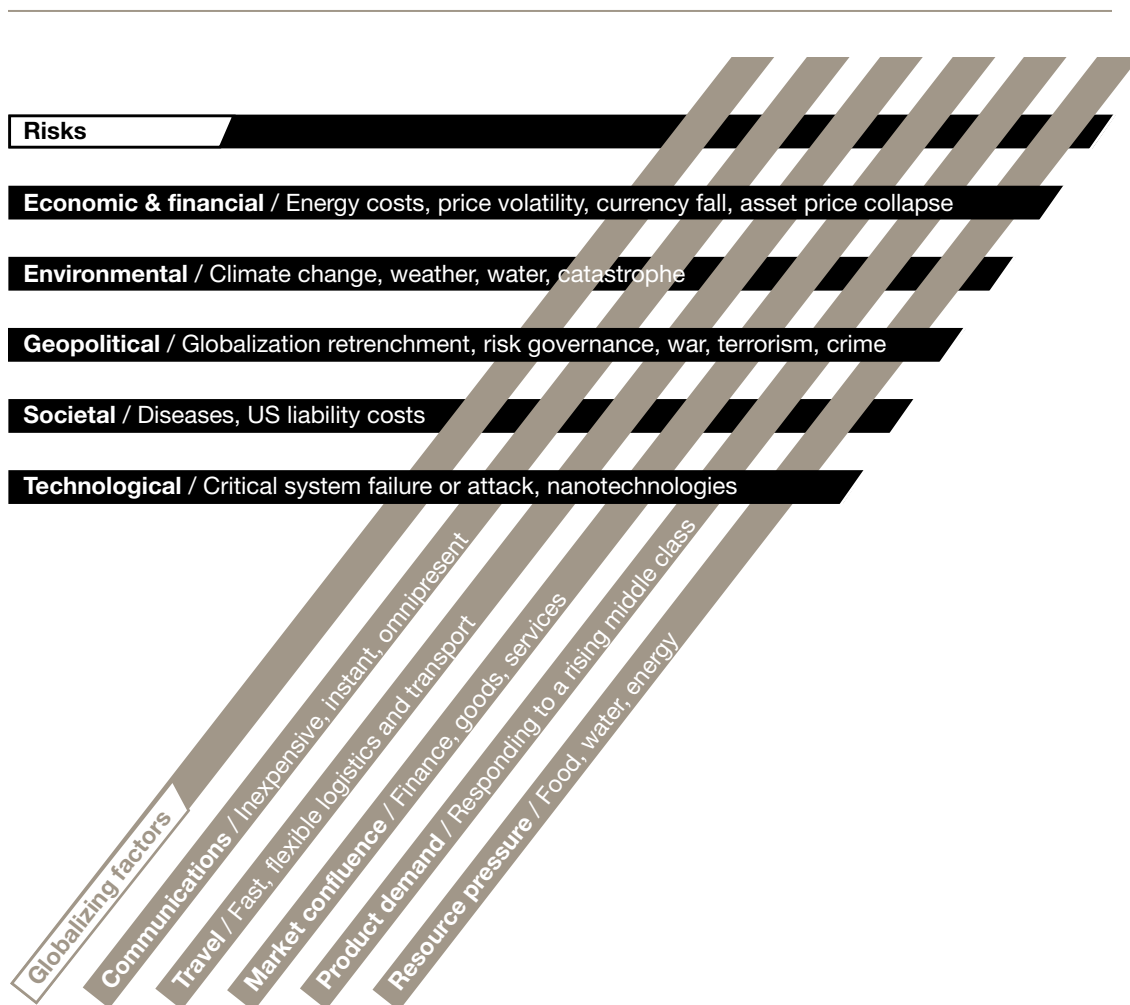 Risks
Economic & financial / Energy costs, price volatility, currency fall, asset price collapse
Environmental / Climate change, weather, water, catastrophe
Geopolitical / Globalization retrenchment, risk governance, war, terrorism, crime
Societal / Diseases, US liability costs
Technological / Critical system failure or attack, nanotechnologies
Globalizing factors
Communications / Inexpensive, instant, omnipresent
Travel / Fast, flexible logistics and transport
Market confluence / Finance, goods, services
Product demand / Responding to a rising middle class
Resource pressure / Food, water, energy